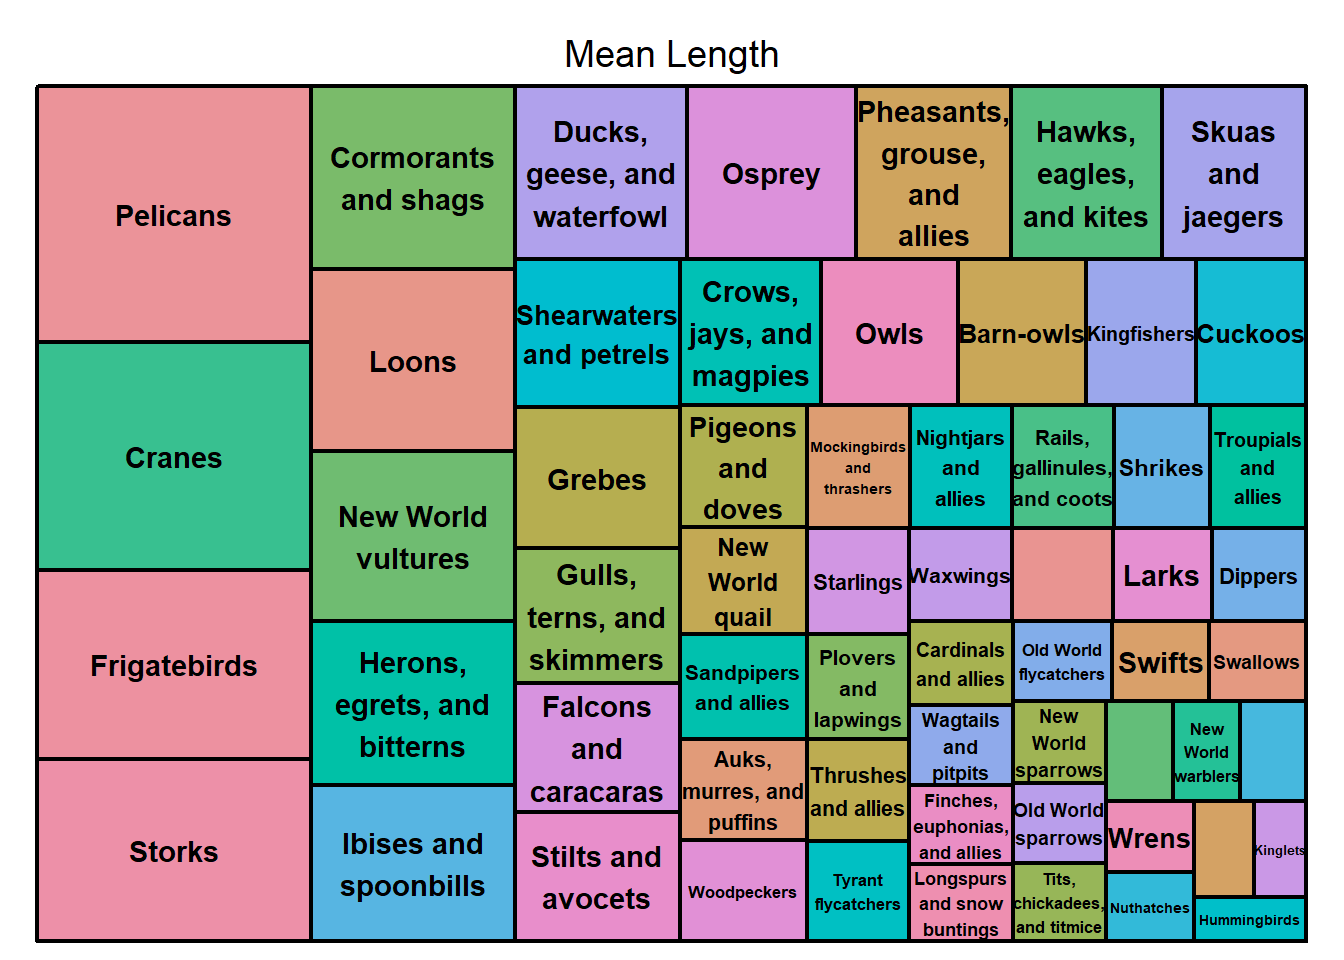 Mean Length
Pelicans
Cranes
Frigatebirds
Storks
Cormorants
and shags
Loons
New World
vultures
Herons,
egrets, and
bitterns
Ibises and
spoonbills
Ducks,
geese, and
waterfowl
Osprey
Pheasants,
grouse,
and
allies
Hawks,
eagles,
and kites
Skuas
and
jaegers
Shearwaters
and petrels
Crows,
jays, and
magpies
Owls
Barn-owls
Kingfishers
Cuckoos
Grebes
Gulls,
terns, and
skimmers
Falcons
and
caracaras
Stilts and
avocets
Pigeons
and
doves
Mockingbirds
and
thrashers
Nightjars
and
allies
Rails,
gallinules,
and coots
Shrikes
Troupials
and
allies
New
World
quail
Starlings
Waxwings
Larks
Dippers
Sandpipers
and allies
Plovers
and
lapwings
Cardinals
and allies
Old World
flycatchers
Swifts
Swallows
Auks,
murres, and
puffins
Thrushes
and allies
Wagtails
and
pitpits
New
World
sparrows
New
World
warblers
Finches,
euphonias,
and allies
Old World
sparrows
Wrens
Kinglets
Woodpeckers
Tyrant
flycatchers
Longspurs
and snow
buntings
Tits,
chickadees,
and titmice
Nuthatches
Hummingbirds